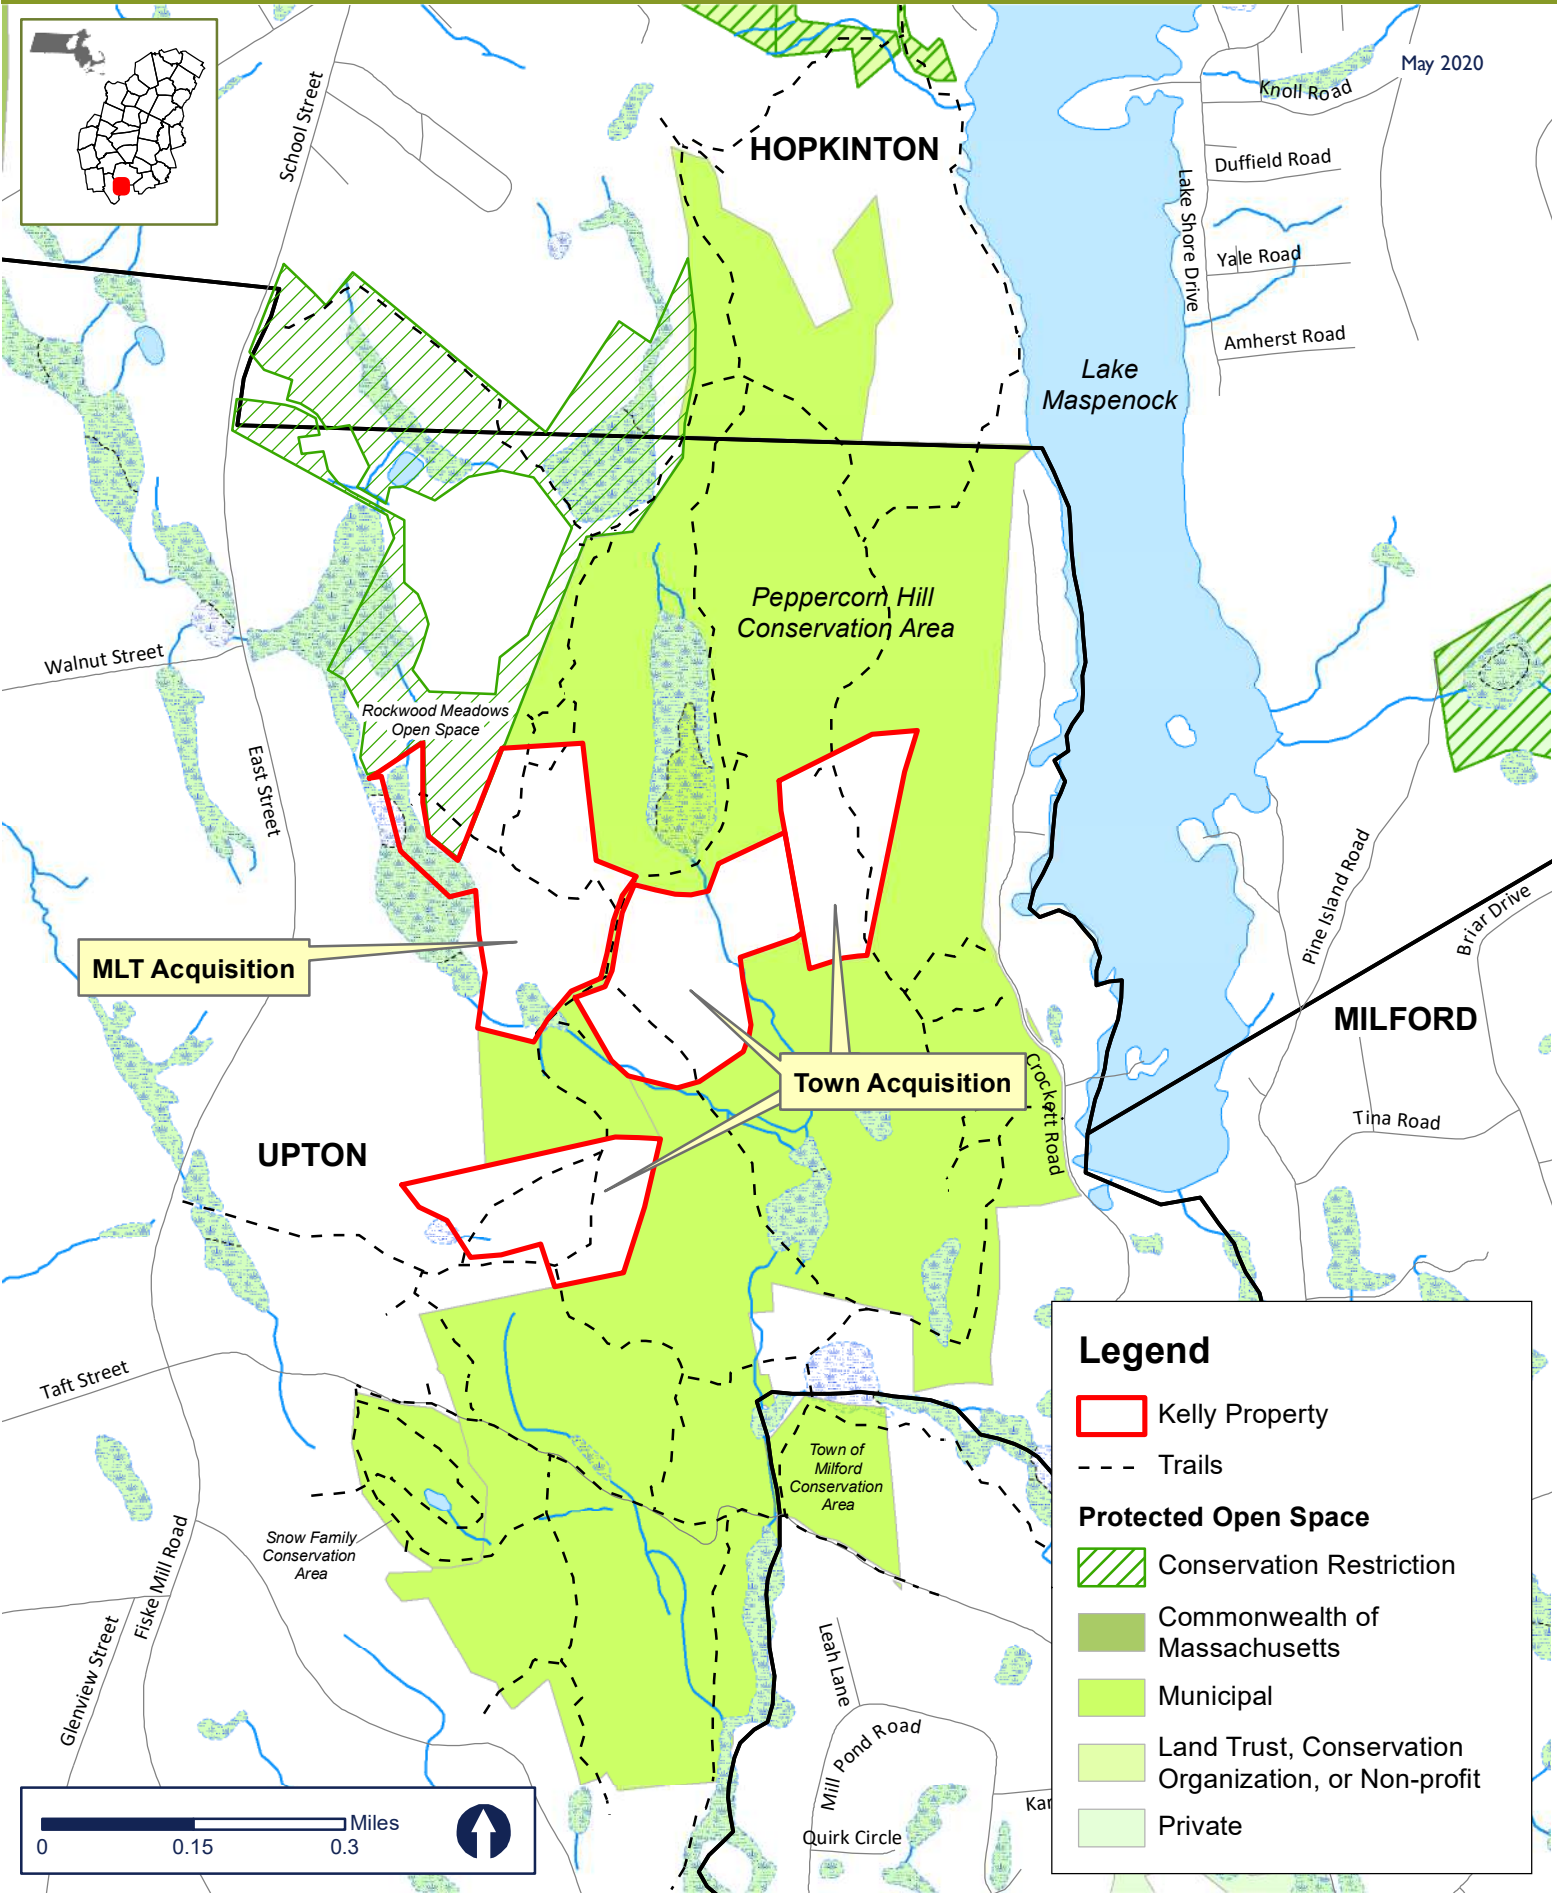 May 2020
Knoll Road
School Street
HOPKINTON
Duffield Road
Lake Shore Drive
Yale Road
Amherst Road
Lake
Maspenock
Peppercorn Hill
Conservation Area
Walnut Street
Rockwood Meadows
Open Space
East Street
Pine Island Road
Briar Drive
MLT Acquisition
MILFORD
Town Acquisition
Crockett Road
Tina Road
UPTON
Taft Street
Town of
Milford
Conservation
Area
Snow Family
Conservation
Area
Fiske Mill Road
Glenview Street
Leah Lane
Mill Pond Road
Kar
Quirk Circle
Legend
Kelly Property
Trails
Protected Open Space
Conservation Restriction
Commonwealth of
Massachusetts
Municipal
Land Trust, Conservation
Organization, or Non-profit
Private
Miles
0 0.15 0.3